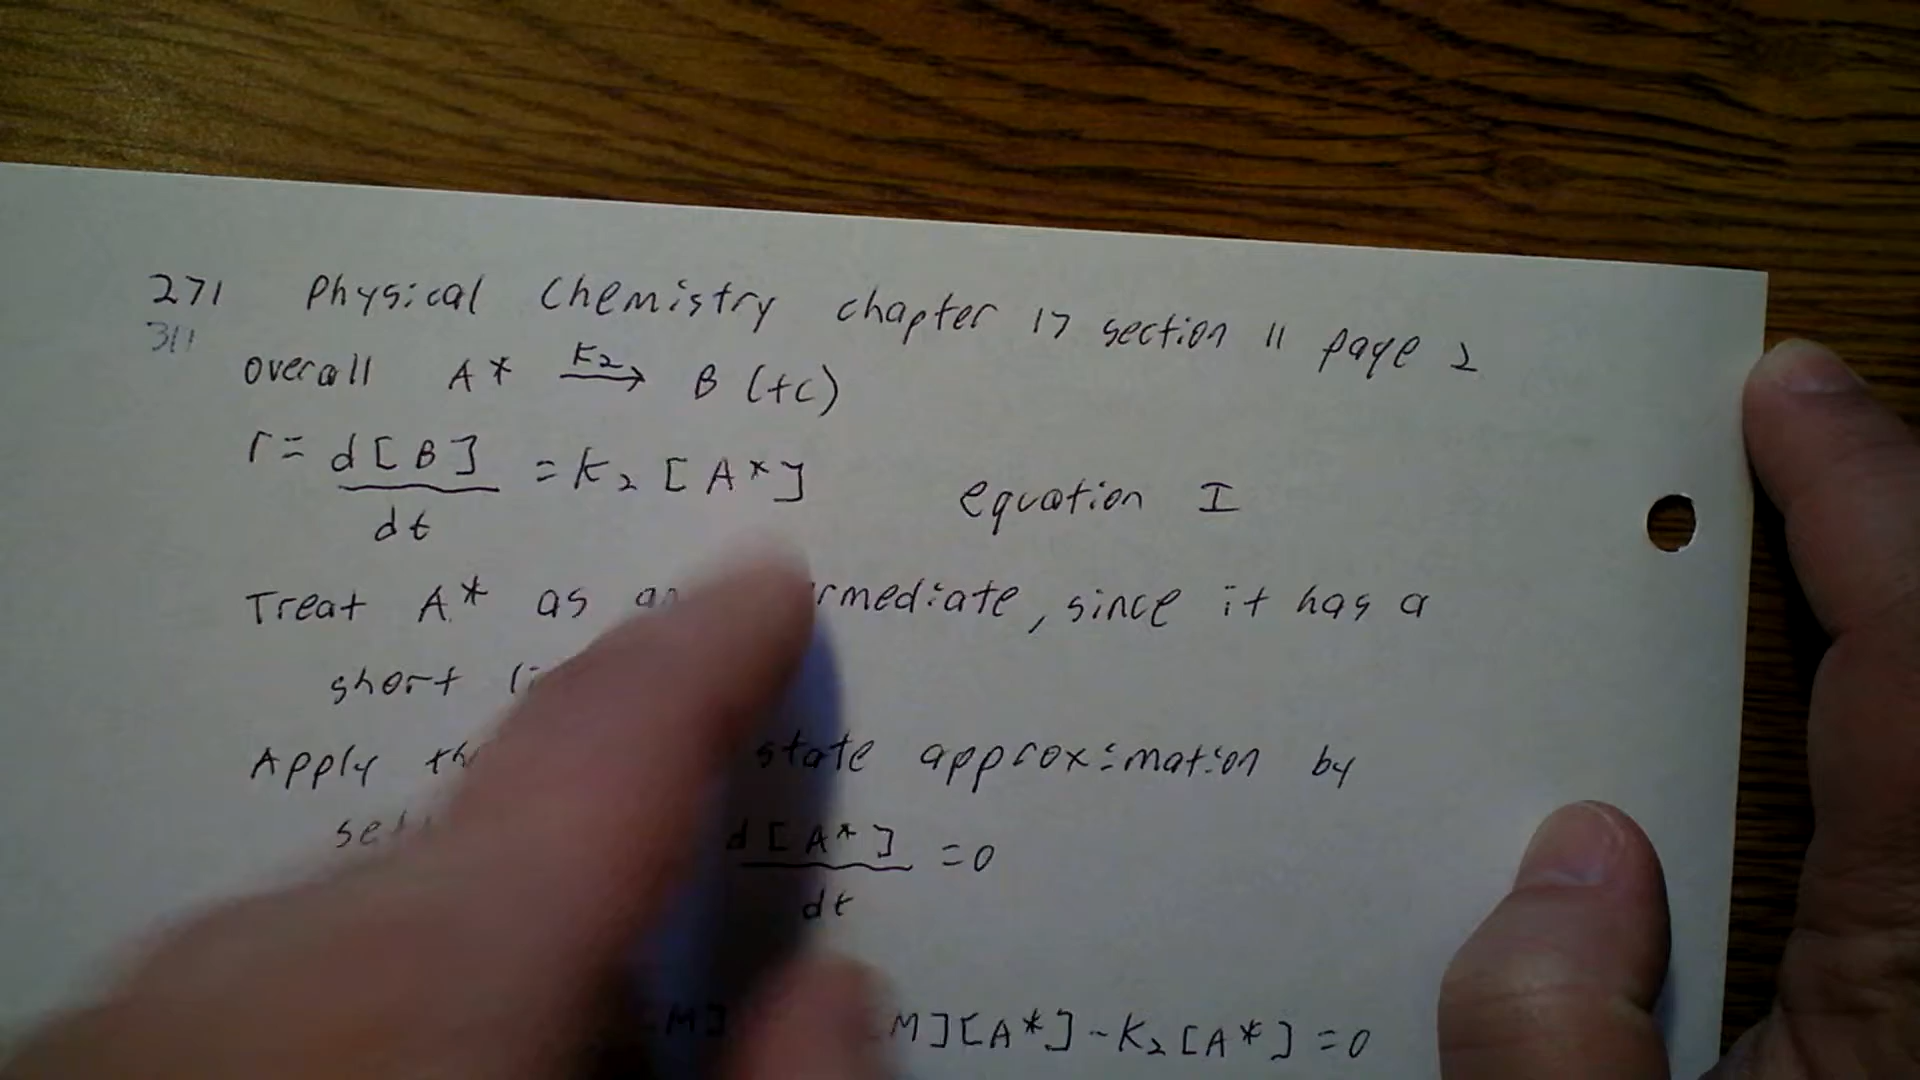 271 Physical Chemistry chapter 17 section 11 page 2
311
overall A* K2→ B (+C)
r= d[B]/dt =K2[A*] equation I
Treat A* as , since it has a
short
Apply state approximation by
d[A*]/dt =0
M] M][A*]-K2[A*]=0